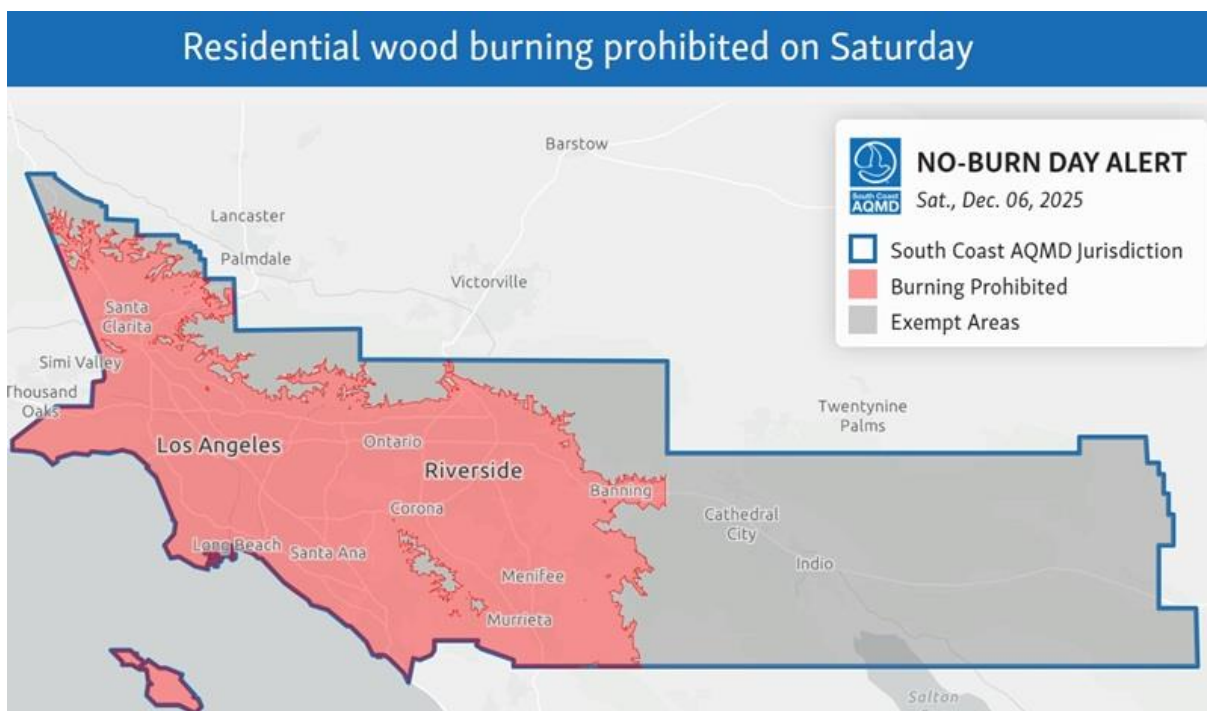 Residential wood burning prohibited on Saturday
South Coast
AQMD
NO-BURN DAY ALERT
Sat., Dec. 06, 2025
South Coast AQMD Jurisdiction
Burning Prohibited
Exempt Areas
Barstow
Lancaster
Palmdale
Victorville
Santa
Clarita
Simi Valley
Thousand
Oaks
Twentynine
Palms
Los Angeles
Ontario
Riverside
Banning
Corona
Cathedral
City
Long Beach
Santa Ana
Indio
Menifee
Murrieta
Salton